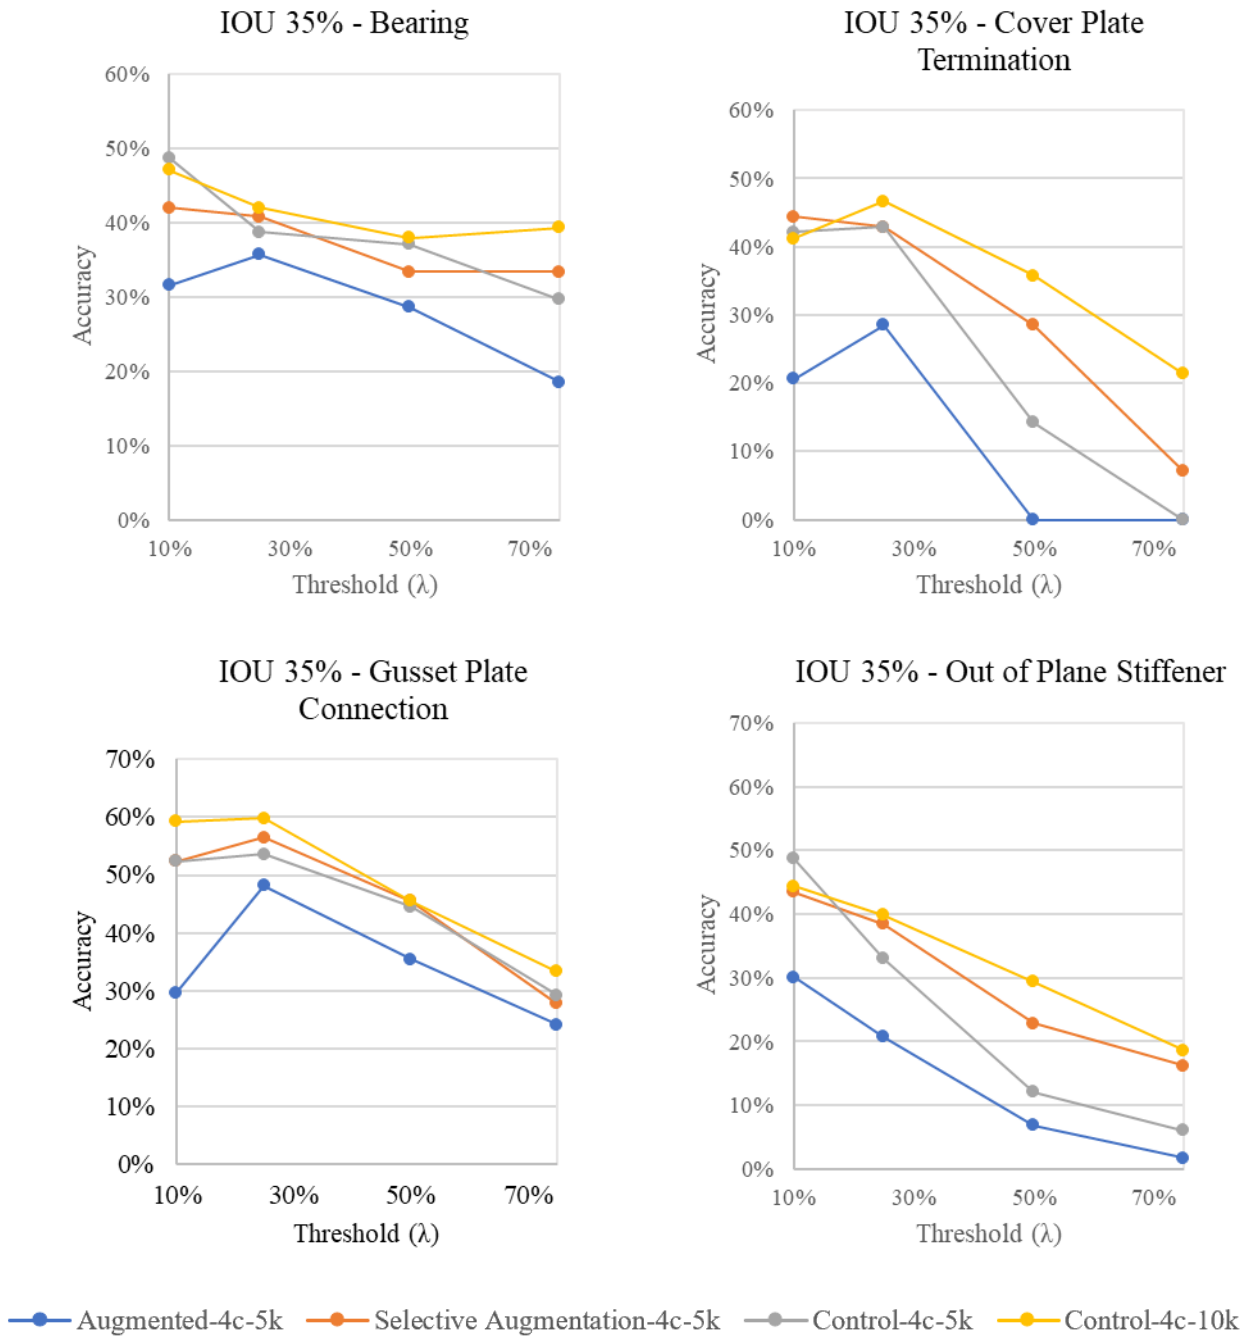 IOU 35% - Bearing
60%
50%
40%
30%
20%
10%
0%
Accuracy
10% 30% 50% 70%
Threshold (λ)
IOU 35% - Cover Plate
Termination
60%
50%
40%
30%
20%
10%
0%
Accuracy
10% 30% 50% 70%
Threshold (λ)
IOU 35% - Gusset Plate
Connection
70%
60%
50%
40%
30%
20%
10%
0%
Accuracy
10% 30% 50% 70%
Threshold (λ)
IOU 35% - Out of Plane Stiffener
70%
60%
50%
40%
30%
20%
10%
0%
Accuracy
10% 30% 50% 70%
Threshold (λ)
Augmented-4c-5k Selective Augmentation-4c-5k Control-4c-5k Control-4c-10k